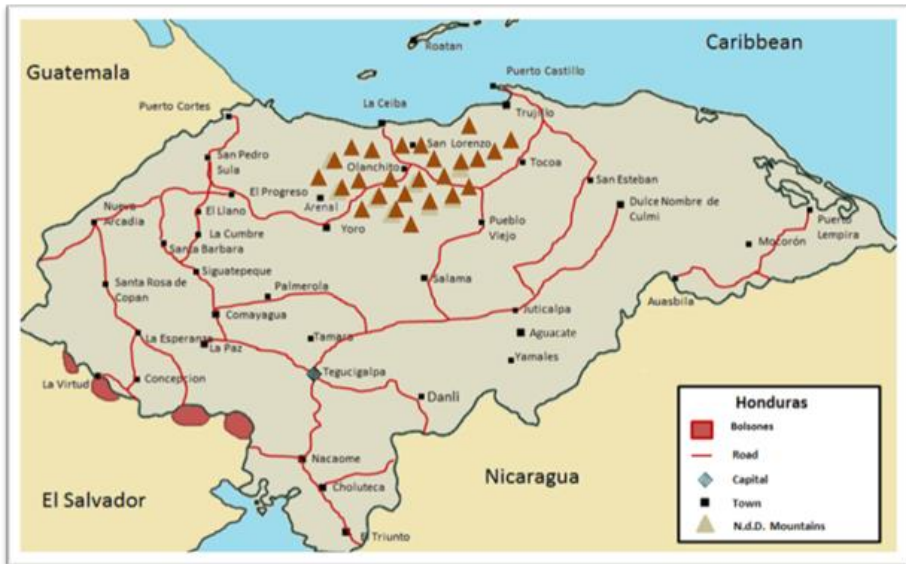 Caribbean
Roatan
Guatemala
Puerto Castillo
La Ceiba
Puerto Cortes
Trujillo
San Lorenzo
San Pedro
Sula
Olanchito
Tocoa
El Progreso
San Esteban
Arenal
Nueva
Arcadia
El Llano
Dulce Nombre de
Culmi
Pueblo
Viejo
Puerto
Lempira
La Cumbre
Yoro
Santa Barbara
Mocorón
Siguatepeque
Salama
Santa Rosa de
Copan
Palmerola
Auasbila
Comayagua
Juticalpa
La Esperanza
Tamara
Aguacate
La Paz
Yamales
Tegucigalpa
La Virtud
Concepcion
Danli
Honduras
Bolsones
Road
Capital
Town
N.d.D. Mountains
Nacaome
Nicaragua
El Salvador
Choluteca
El Triunto